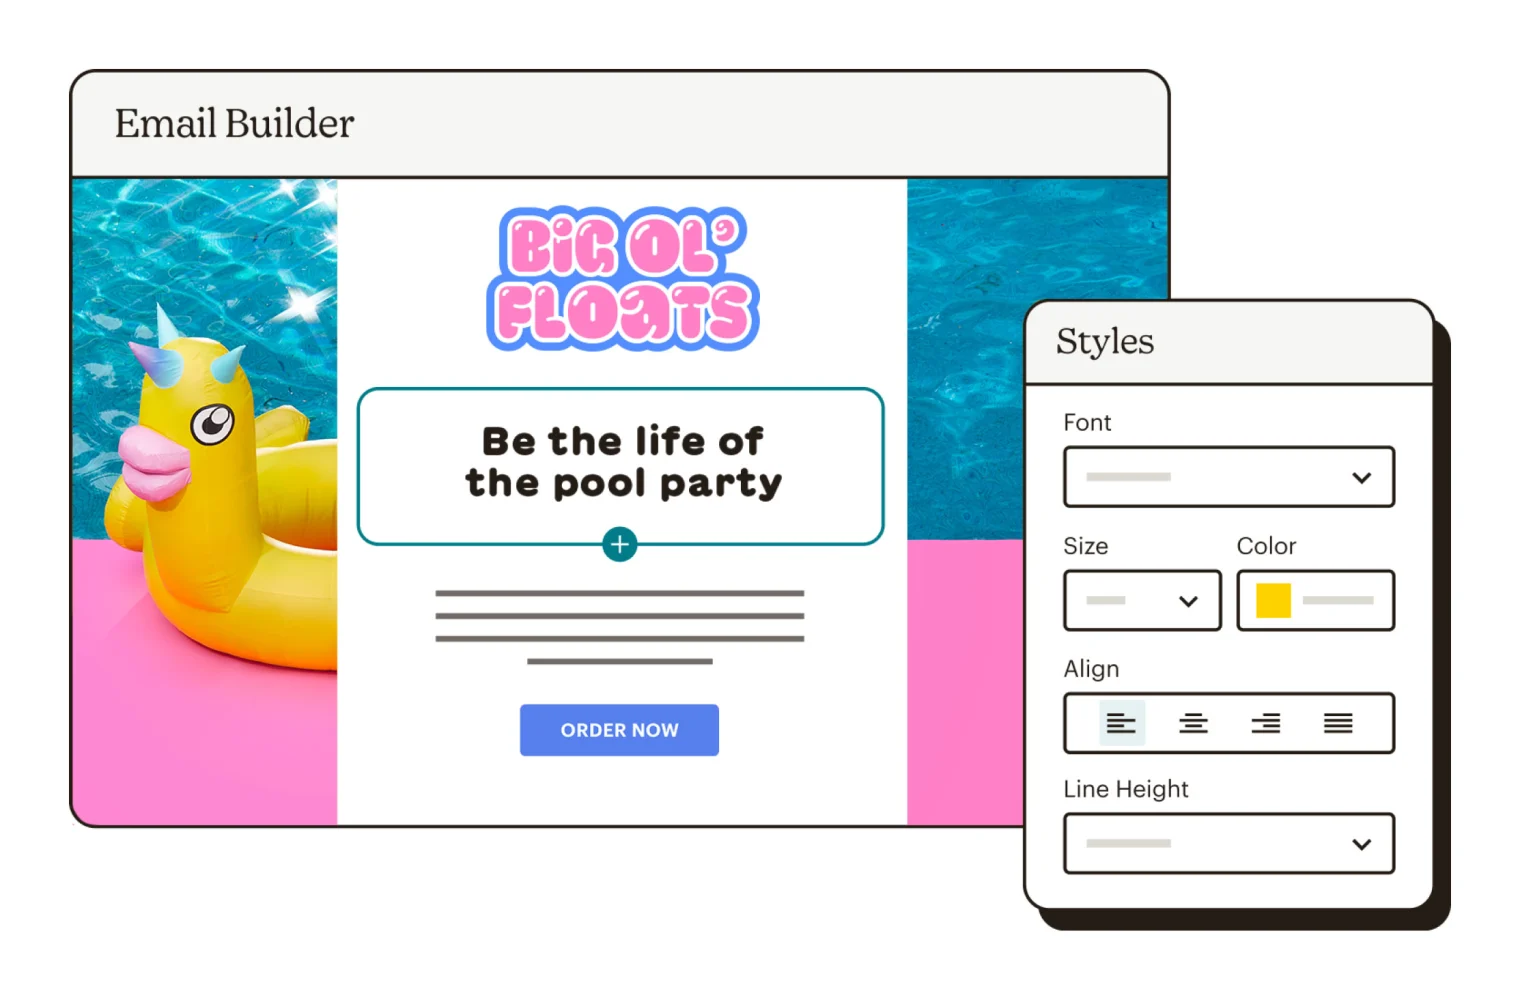 Email Builder
BiG OL'
FLOaTS
Be the life of
the pool party
ORDER NOW
Styles
Font
Size
Color
Align
Line Height